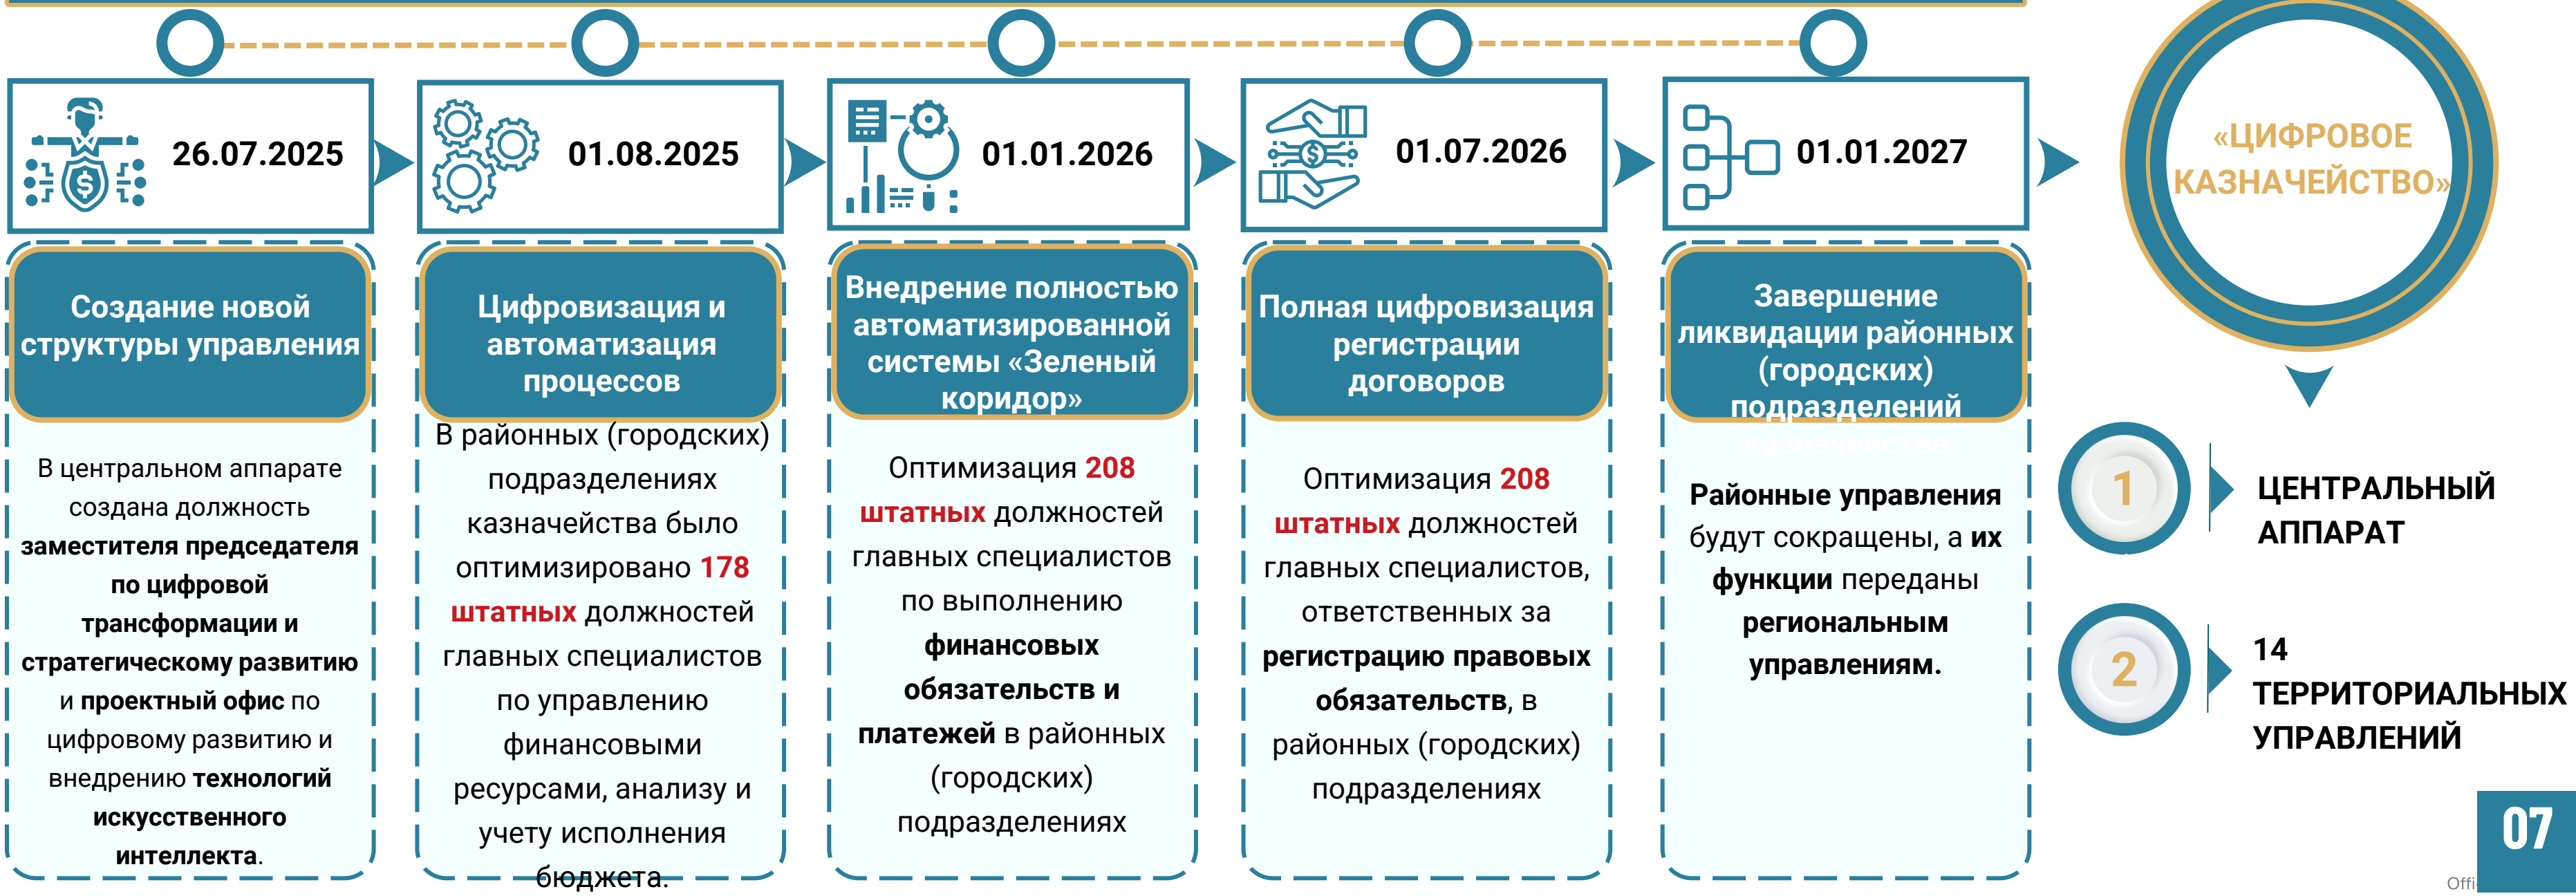 26.07.2025
Создание новой
структуры управления
В центральном аппарате
создана должность
заместителя председателя
по цифровой
трансформации и
стратегическому развитию
и проектный офис по
цифровому развитию и
внедрению технологий
искусственного
интеллекта.
01.08.2025
Цифровизация и
автоматизация
процессов
В районных (городских)
подразделениях
казначейства было
оптимизировано 178
штатных должностей
главных специалистов
по управлению
финансовыми
ресурсами, анализу и
учету исполнения
бюджета.
01.01.2026
Внедрение полностью
автоматизированной
системы «Зеленый
коридор»
Оптимизация 208
штатных должностей
главных специалистов
по выполнению
финансовых
обязательств и
платежей в районных
(городских)
подразделениях
01.07.2026
Полная цифровизация
регистрации
договоров
Оптимизация 208
штатных должностей
главных специалистов,
ответственных за
регистрацию правовых
обязательств, в
районных (городских)
подразделениях
01.01.2027
Завершение
ликвидации районных
(городских)
подразделений
казначейства
Районные управления
будут сокращены, а их
функции переданы
региональным
управлениям.
«ЦИФРОВОЕ
КАЗНАЧЕЙСТВО»
1
ЦЕНТРАЛЬНЫЙ
АППАРАТ
2
14
ТЕРРИТОРИАЛЬНЫХ
УПРАВЛЕНИЙ
07